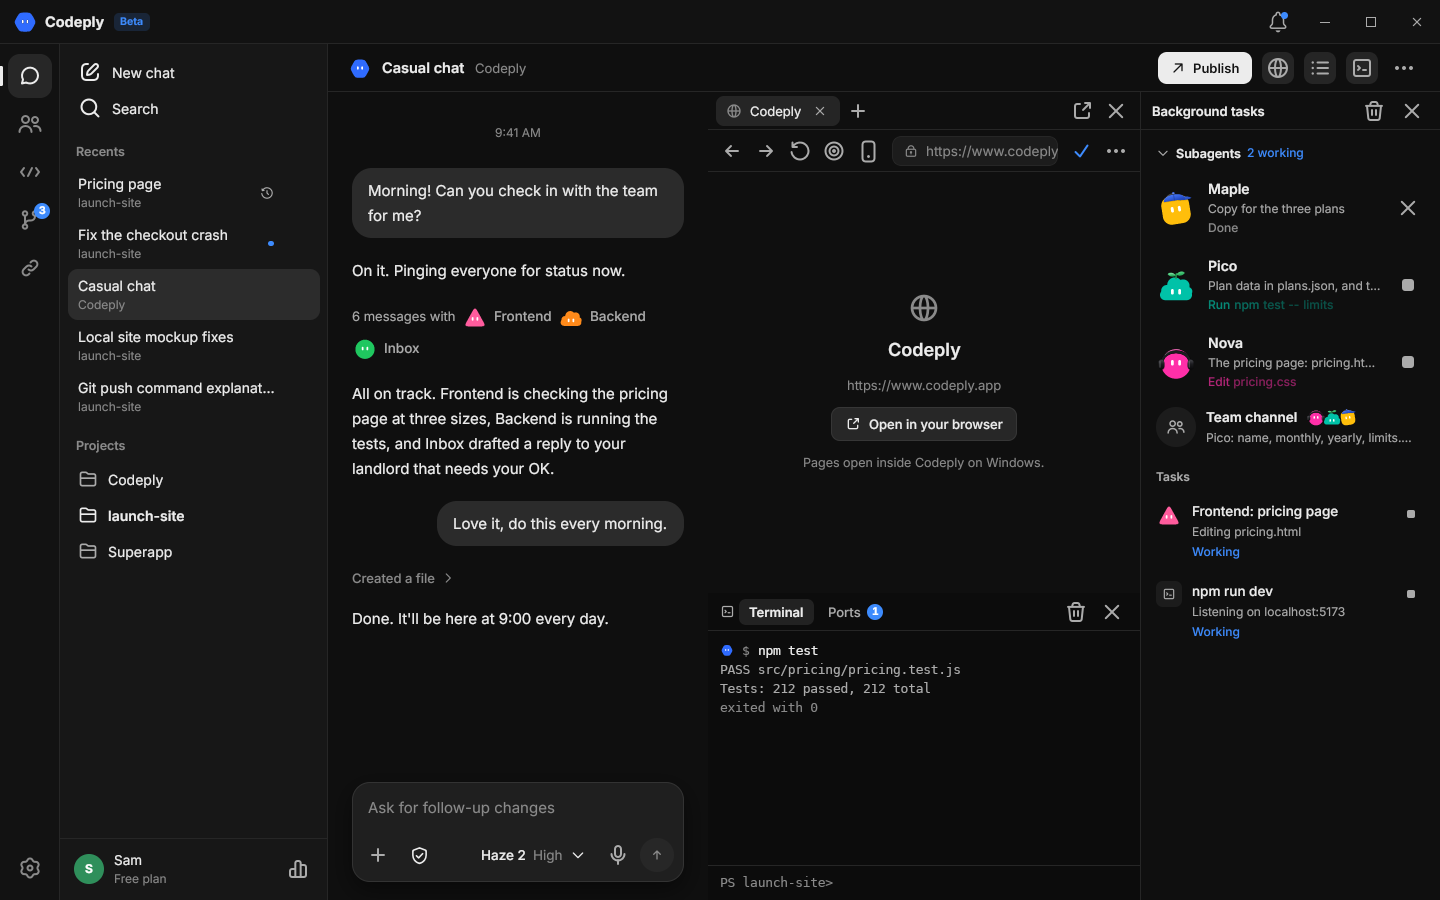 Codeply Beta
New chat
Search
Recents
Pricing page
launch-site
Fix the checkout crash
launch-site
Casual chat
Codeply
Local site mockup fixes
launch-site
Git push command explanat...
launch-site
Projects
Codeply
launch-site
Superapp
3
S
Sam
Free plan
Casual chat Codeply
Publish
9:41 AM
Morning! Can you check in with the team
for me?
On it. Pinging everyone for status now.
6 messages with Frontend Backend
Inbox
All on track. Frontend is checking the pricing
page at three sizes, Backend is running the
tests, and Inbox drafted a reply to your
landlord that needs your OK.
Love it, do this every morning.
Created a file
Done. It'll be here at 9:00 every day.
Ask for follow-up changes
Haze 2 High
Codeply
https://www.codeply
Codeply
https://www.codeply.app
Open in your browser
Pages open inside Codeply on Windows.
Terminal Ports 1
$ npm test
PASS src/pricing/pricing.test.js
Tests: 212 passed, 212 total
exited with 0
PS launch-site>
Background tasks
Subagents 2 working
Maple
Copy for the three plans
Done
Pico
Plan data in plans.json, and t...
Run npm test -- limits
Nova
The pricing page: pricing.ht...
Edit pricing.css
Team channel
Pico: name, monthly, yearly, limits....
Tasks
Frontend: pricing page
Editing pricing.html
Working
npm run dev
Listening on localhost:5173
Working